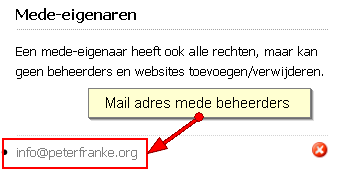 Mede-eigenaren
Een mede-eigenaar heeft ook alle rechten, maar kan
geen beheerders en websites toevoegen/verwijderen.
Mail adres mede beheerders
info@peterfranke.org